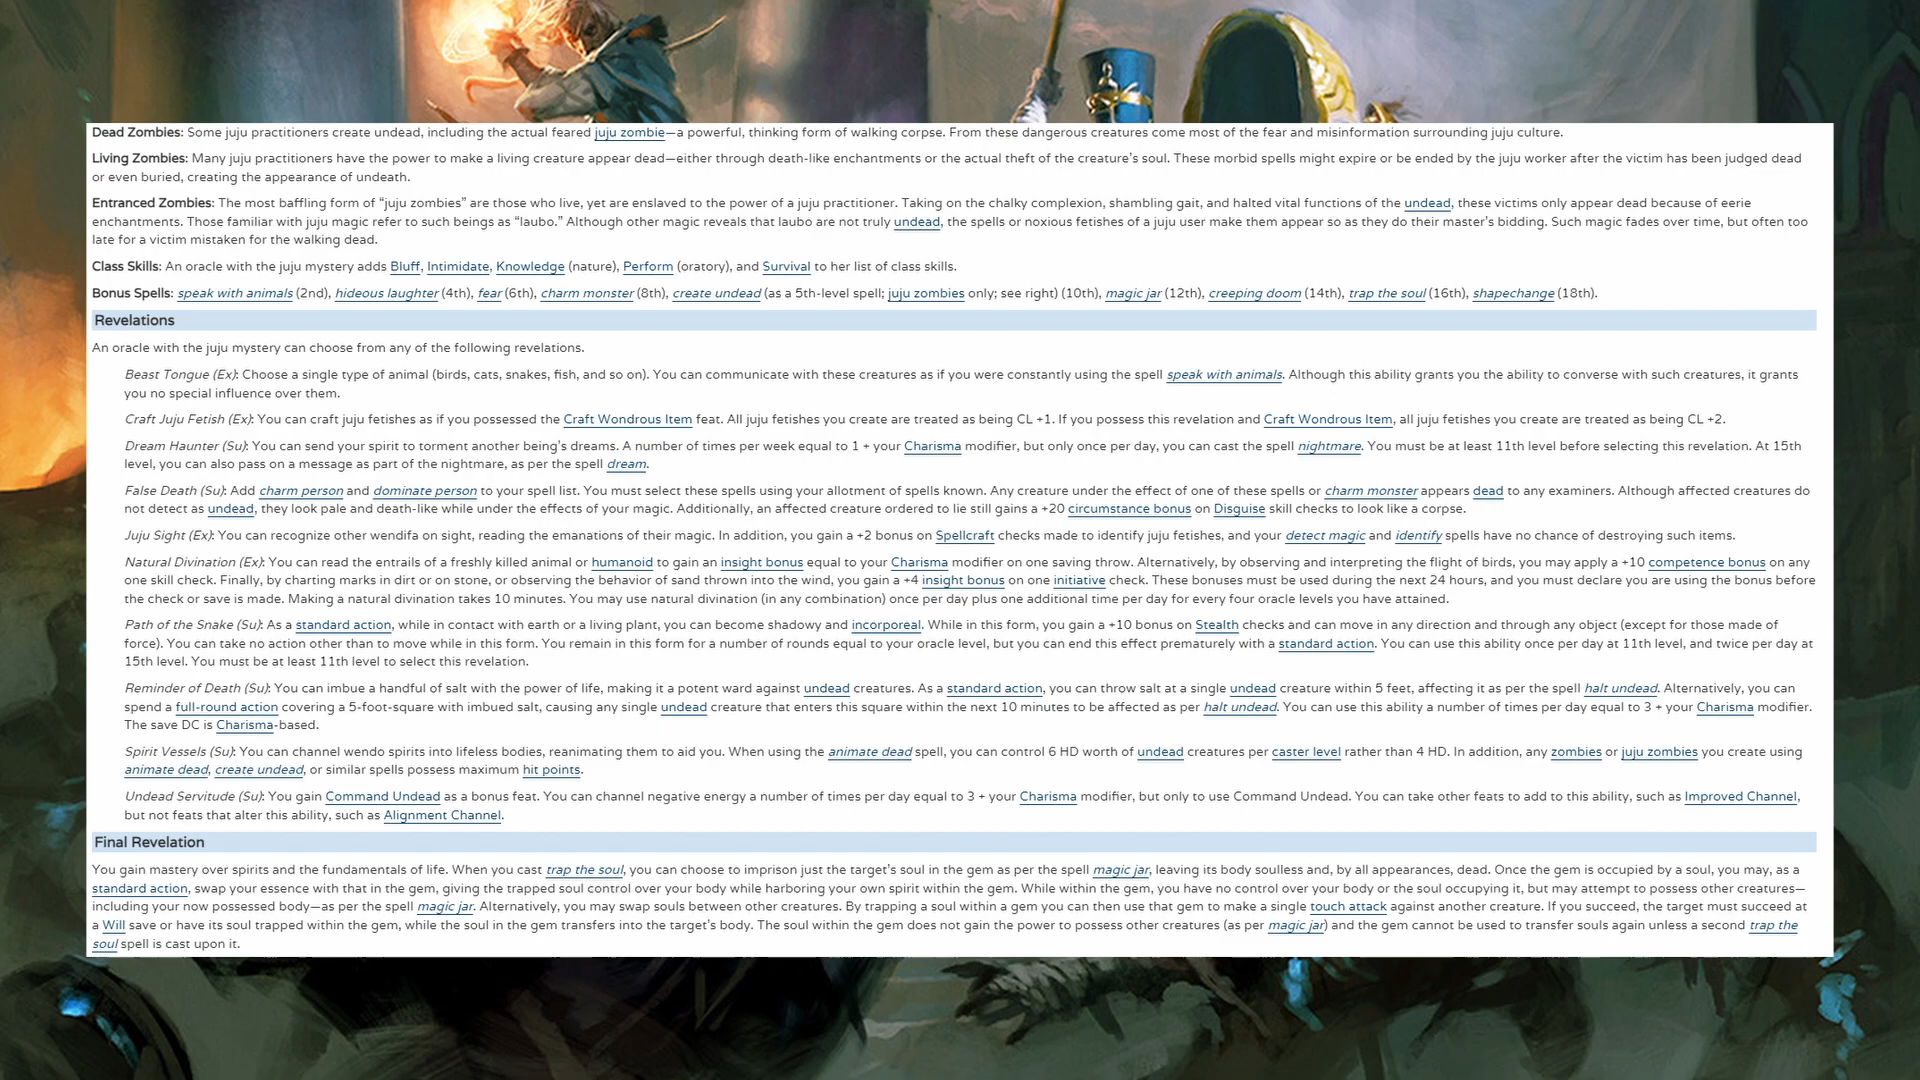 Dead Zombies: Some juju practitioners create undead, including the actual feared juju zombie—a powerful, thinking form of walking corpse. From these dangerous creatures come most of the fear and misinformation surrounding juju culture.
Living Zombies: Many juju practitioners have the power to make a living creature appear dead—either through death-like enchantments or the actual theft of the creature's soul. These morbid spells might expire or be ended by the juju worker after the victim has been judged dead
or even buried, creating the appearance of undeath.
Entranced Zombies: The most baffling form of “juju zombies” are those who live, yet are enslaved to the power of a juju practitioner. Taking on the chalky complexion, shambling gait, and halted vital functions of the undead, these victims only appear dead because of eerie
enchantments. Those familiar with juju magic refer to such beings as “laubo.” Although other magic reveals that laubo are not truly undead, the spells or noxious fetishes of a juju user make them appear so as they do their master’s bidding. Such magic fades over time, but often too
late for a victim mistaken for the walking dead.
Class Skills: An oracle with the juju mystery adds Bluff, Intimidate, Knowledge (nature), Perform (oratory), and Survival to her list of class skills.
Bonus Spells: speak with animals (2nd), hideous laughter (4th), fear (6th), charm monster (8th), create undead (as a 5th-level spell; juju zombies only; see right) (10th), magic jar (12th), creeping doom (14th), trap the soul (16th), shapechange (18th).
Revelations
An oracle with the juju mystery can choose from any of the following revelations.
Beast Tongue (Ex): Choose a single type of animal (birds, cats, snakes, fish, and so on). You can communicate with these creatures as if you were constantly using the spell speak with animals. Although this ability grants you the ability to converse with such creatures, it grants
you no special influence over them.
Craft Juju Fetish (Ex): You can craft juju fetishes as if you possessed the Craft Wondrous Item feat. All juju fetishes you create are treated as being CL +1. If you possess this revelation and Craft Wondrous Item, all juju fetishes you create are treated as being CL +2.
Dream Haunter (Su): You can send your spirit to torment another being’s dreams. A number of times per week equal to 1 + your Charisma modifier, but only once per day, you can cast the spell nightmare. You must be at least 11th level before selecting this revelation. At 15th
level, you can also pass on a message as part of the nightmare, as per the spell dream.
False Death (Su): Add charm person and dominate person to your spell list. You must select these spells using your allotment of spells known. Any creature under the effect of one of these spells or charm monster appears dead to any examiners. Although affected creatures do
not detect as undead, they look pale and death-like while under the effects of your magic. Additionally, an affected creature ordered to lie still gains a +20 circumstance bonus on Disguise skill checks to look like a corpse.
Juju Sight (Ex): You can recognize other wendifa on sight, reading the emanations of their magic. In addition, you gain a +2 bonus on Spellcraft checks made to identify juju fetishes, and your detect magic and identify spells have no chance of destroying such items.
Natural Divination (Ex): You can read the entrails of a freshly killed animal or humanoid to gain an insight bonus equal to your Charisma modifier on one saving throw. Alternatively, by observing and interpreting the flight of birds, you may apply a +10 competence bonus on any
one skill check. Finally, by charting marks in dirt or on stone, or observing the behavior of sand thrown into the wind, you gain a +4 insight bonus on one initiative check. These bonuses must be used during the next 24 hours, and you must declare you are using the bonus before
the check or save is made. Making a natural divination takes 10 minutes. You may use natural divination (in any combination) once per day plus one additional time per day for every four oracle levels you have attained.
Path of the Snake (Su): As a standard action, while in contact with earth or a living plant, you can become shadowy and incorporeal. While in this form, you gain a +10 bonus on Stealth checks and can move in any direction and through any object (except for those made of
force). You can take no action other than to move while in this form. You remain in this form for a number of rounds equal to your oracle level, but you can end this effect prematurely with a standard action. You can use this ability once per day at 11th level, and twice per day at
15th level. You must be at least 11th level to select this revelation.
Reminder of Death (Su): You can imbue a handful of salt with the power of life, making it a potent ward against undead creatures. As a standard action, you can throw salt at a single undead creature within 5 feet, affecting it as per the spell halt undead. Alternatively, you can
spend a full-round action covering a 5-foot-square with imbued salt, causing any single undead creature that enters this square within the next 10 minutes to be affected as per halt undead. You can use this ability a number of times per day equal to 3 + your Charisma modifier.
The save DC is Charisma-based.
Spirit Vessels (Su): You can channel wendo spirits into lifeless bodies, reanimating them to aid you. When using the animate dead spell, you can control 6 HD worth of undead creatures per caster level rather than 4 HD. In addition, any zombies or juju zombies you create using
animate dead, create undead, or similar spells possess maximum hit points.
Undead Servitude (Su): You gain Command Undead as a bonus feat. You can channel negative energy a number of times per day equal to 3 + your Charisma modifier, but only to use Command Undead. You can take other feats to add to this ability, such as Improved Channel,
but not feats that alter this ability, such as Alignment Channel.
Final Revelation
You gain mastery over spirits and the fundamentals of life. When you cast trap the soul, you can choose to imprison just the target’s soul in the gem as per the spell magic jar, leaving its body soulless and, by all appearances, dead. Once the gem is occupied by a soul, you may, as a
standard action, swap your essence with that in the gem, giving the trapped soul control over your body while harboring your own spirit within the gem. While within the gem, you have no control over your body or the soul occupying it, but may attempt to possess other creatures—
including your now possessed body—as per the spell magic jar. Alternatively, you may swap souls between other creatures. By trapping a soul within a gem you can then use that gem to make a single touch attack against another creature. If you succeed, the target must succeed at
a Will save or have its soul trapped within the gem, while the soul in the gem transfers into the target’s body. The soul within the gem does not gain the power to possess other creatures (as per magic jar) and the gem cannot be used to transfer souls again unless a second trap the
soul spell is cast upon it.